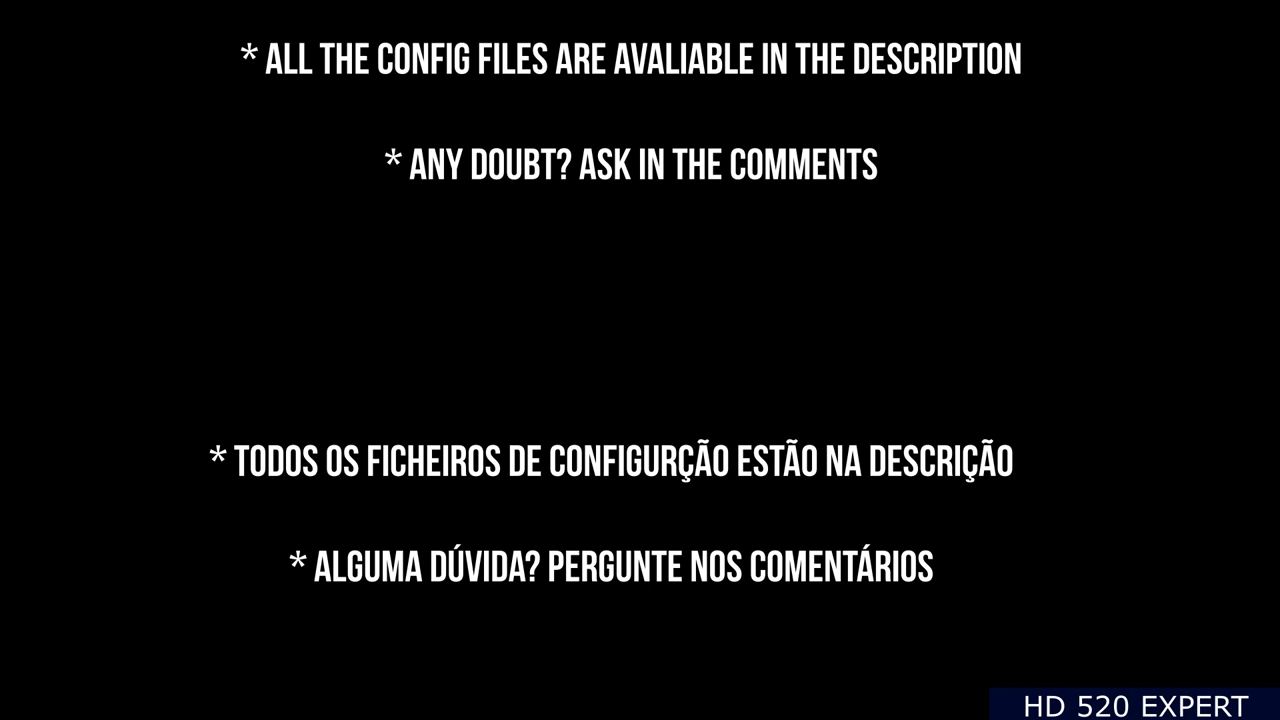 * ALL THE CONFIG FILES ARE AVALIABLE IN THE DESCRIPTION
* ANY DOUBT? ASK IN THE COMMENTS
* TODOS OS FICHEIROS DE CONFIGURÇÃO ESTÃO NA DESCRIÇÃO
* ALGUMA DÚVIDA? PERGUNTE NOS COMENTÁRIOS
HD 520 EXPERT